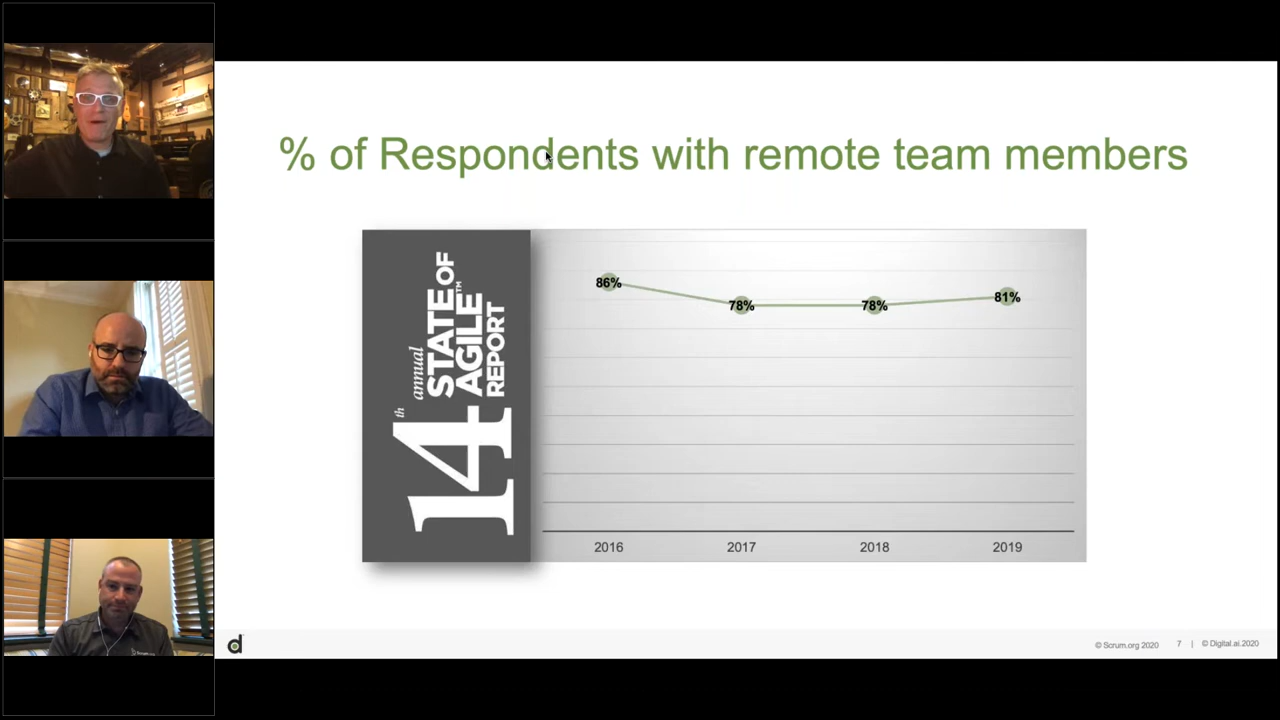 % of Respondents with remote team members
14th annual
STATE OF
AGILE™
REPORT
86%
78%
78%
81%
2016
2017
2018
2019
d
© Scrum.org 2020 7 | © Digital.ai.2020